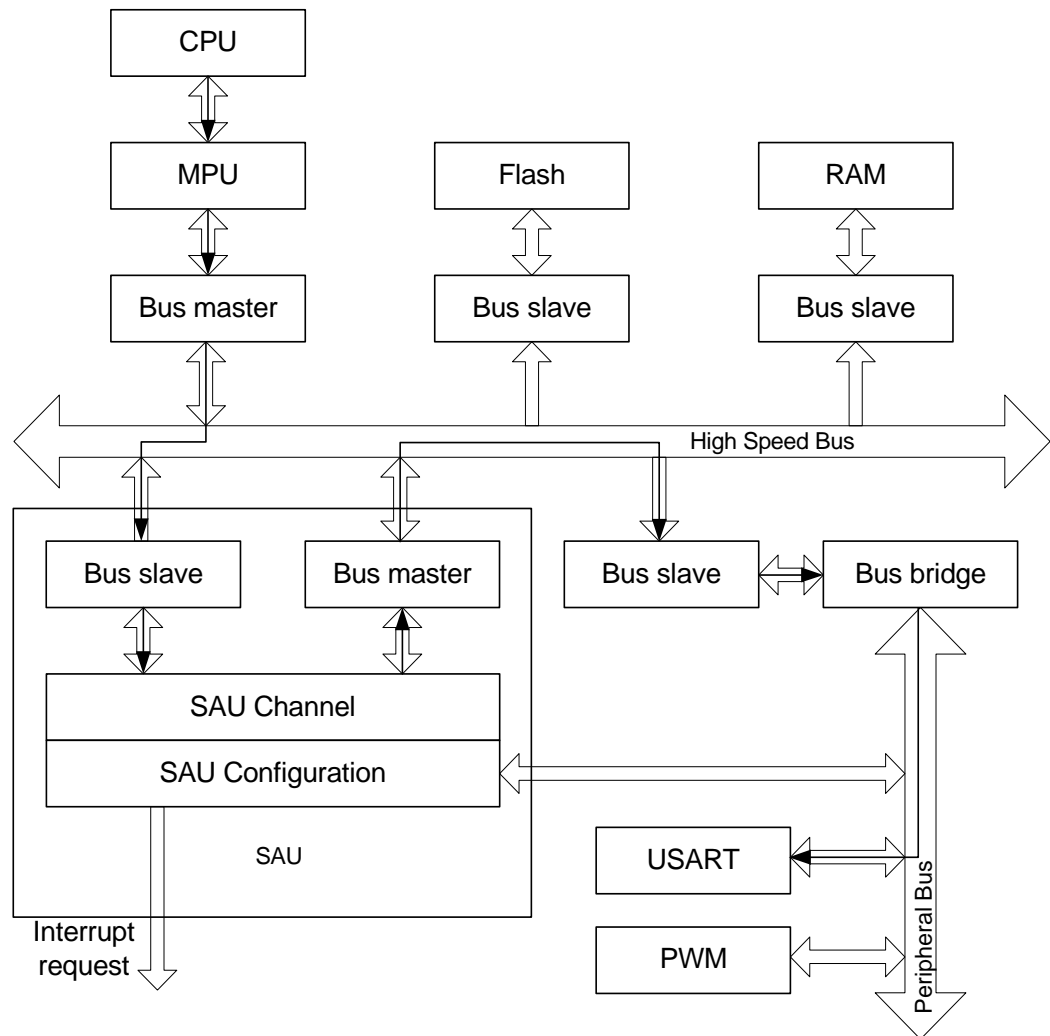 CPU
MPU
Flash
RAM
Bus master
Bus slave
Bus slave
High Speed Bus
Bus slave
Bus master
Bus slave
Bus bridge
SAU Channel
SAU Configuration
SAU
USART
PWM
Peripheral Bus
Interrupt
request